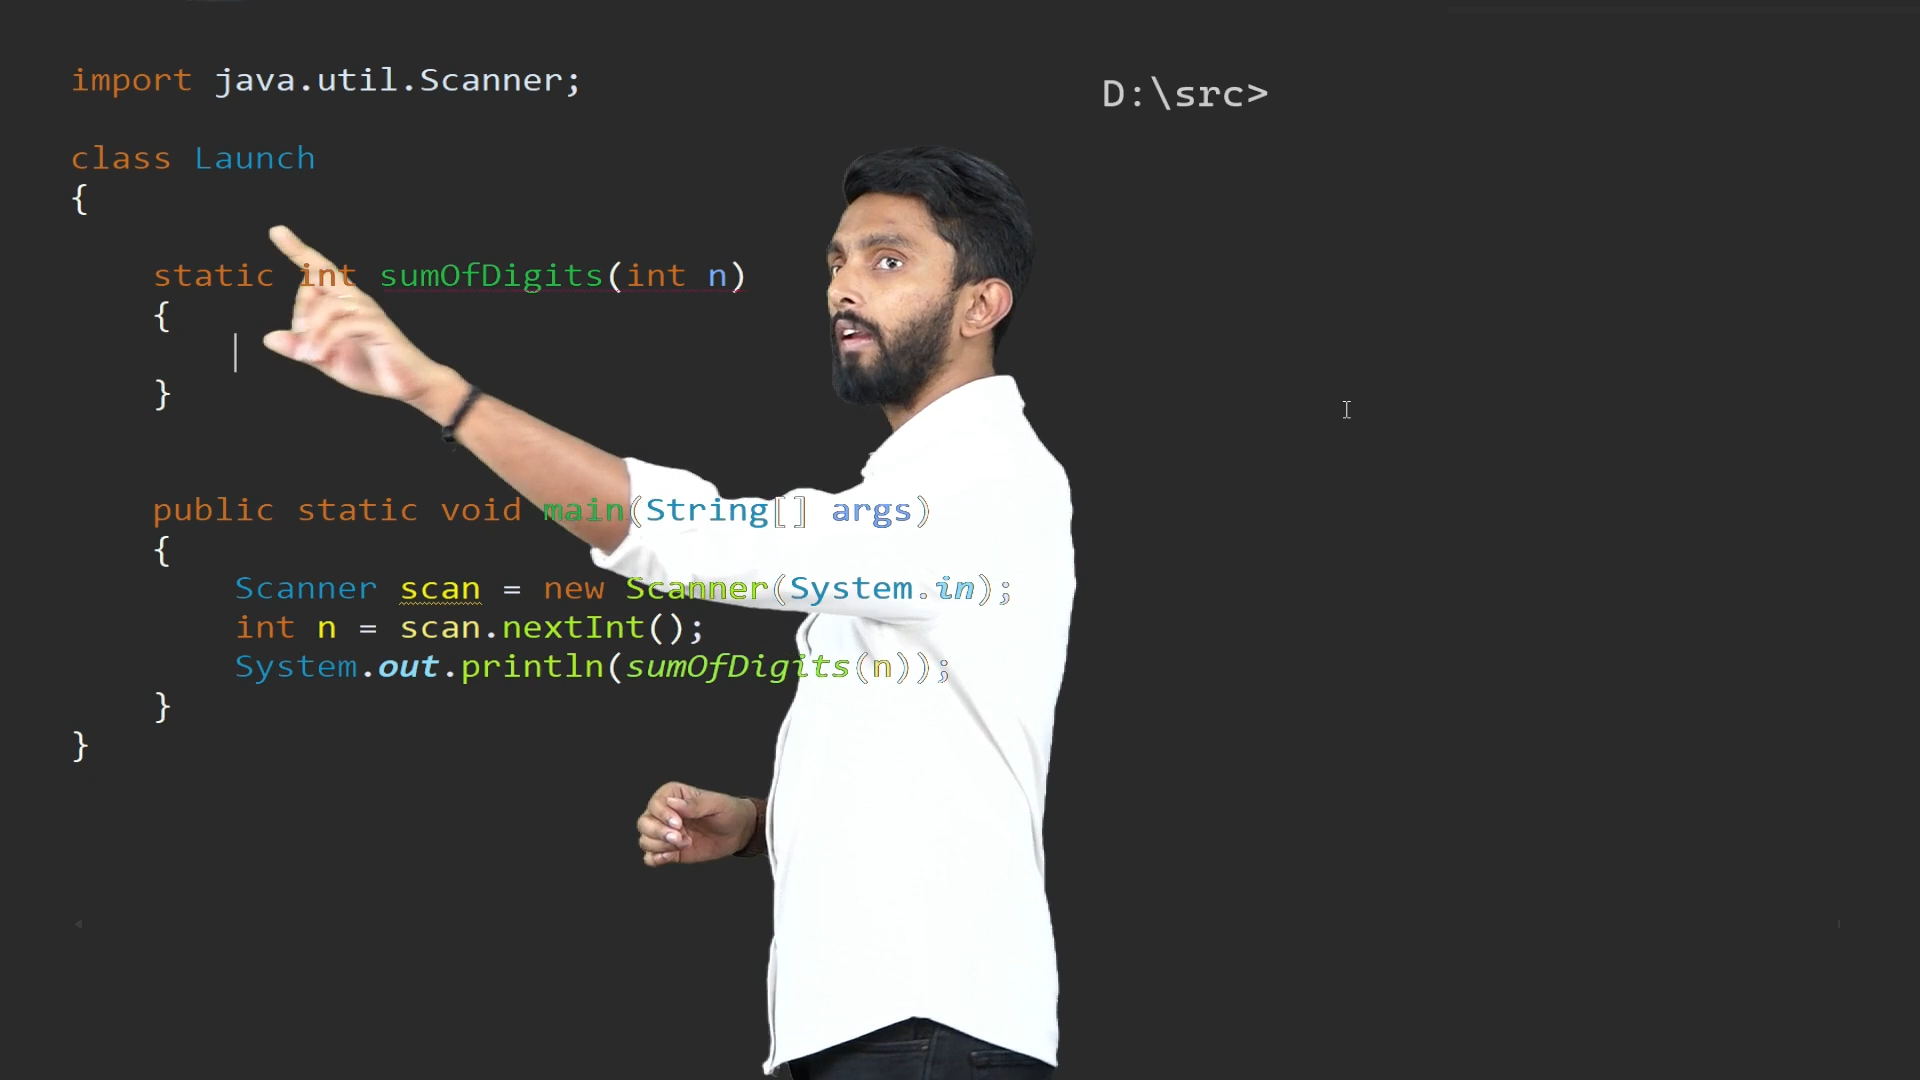 import java.util.Scanner;
class Launch
{
static int sumOfDigits(int n)
{
}
public static void main(String[] args)
{
Scanner scan = new Scanner(System.in);
int n = scan.nextInt();
System.out.println(sumOfDigits(n));
}
}
D:\src>